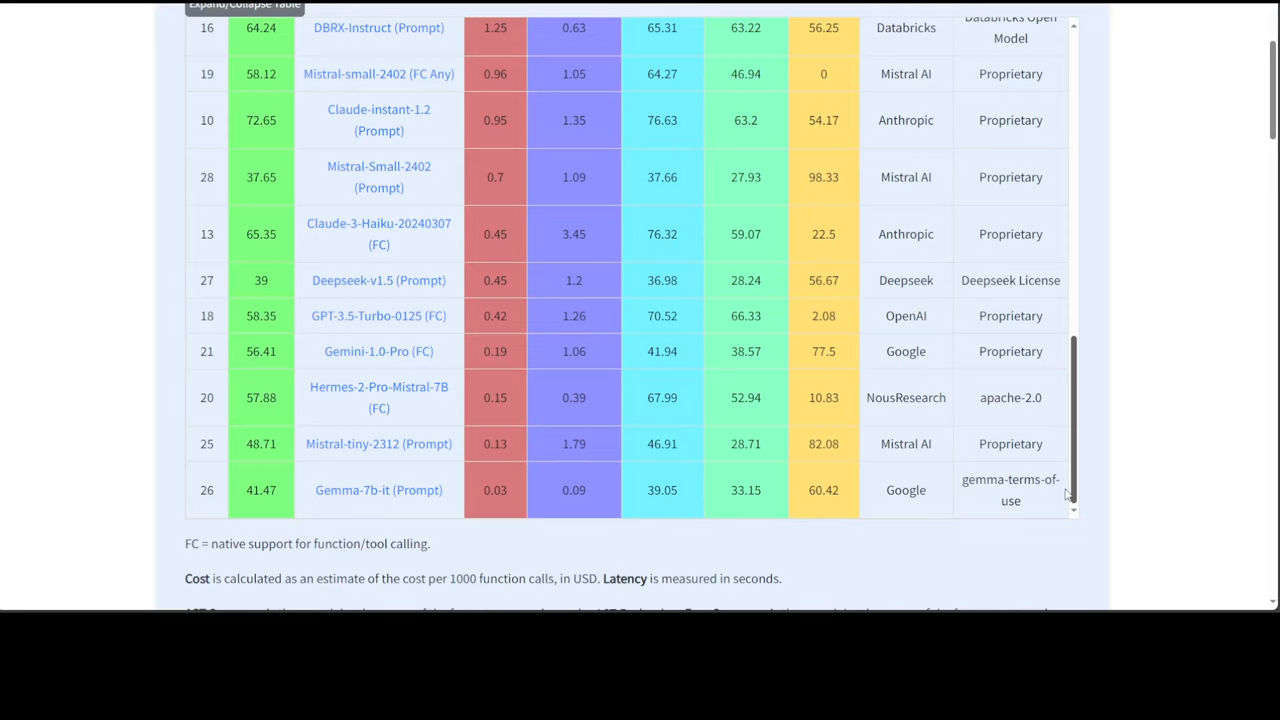 Expand/Collapse Table
16 64.24 DBRX-Instruct (Prompt) 1.25 0.63 65.31 63.22 56.25 Databricks Databricks Open Model
19 58.12 Mistral-small-2402 (FC Any) 0.96 1.05 64.27 46.94 0 Mistral AI Proprietary
10 72.65 Claude-instant-1.2 (Prompt) 0.95 1.35 76.63 63.2 54.17 Anthropic Proprietary
28 37.65 Mistral-Small-2402 (Prompt) 0.7 1.09 37.66 27.93 98.33 Mistral AI Proprietary
13 65.35 Claude-3-Haiku-20240307 (FC) 0.45 3.45 76.32 59.07 22.5 Anthropic Proprietary
27 39 Deepseek-v1.5 (Prompt) 0.45 1.2 36.98 28.24 56.67 Deepseek Deepseek License
18 58.35 GPT-3.5-Turbo-0125 (FC) 0.42 1.26 70.52 66.33 2.08 OpenAI Proprietary
21 56.41 Gemini-1.0-Pro (FC) 0.19 1.06 41.94 38.57 77.5 Google Proprietary
20 57.88 Hermes-2-Pro-Mistral-7B (FC) 0.15 0.39 67.99 52.94 10.83 NousResearch apache-2.0
25 48.71 Mistral-tiny-2312 (Prompt) 0.13 1.79 46.91 28.71 82.08 Mistral AI Proprietary
26 41.47 Gemma-7b-it (Prompt) 0.03 0.09 39.05 33.15 60.42 Google gemma-terms-of-use
FC = native support for function/tool calling.
Cost is calculated as an estimate of the cost per 1000 function calls, in USD. Latency is measured in seconds.